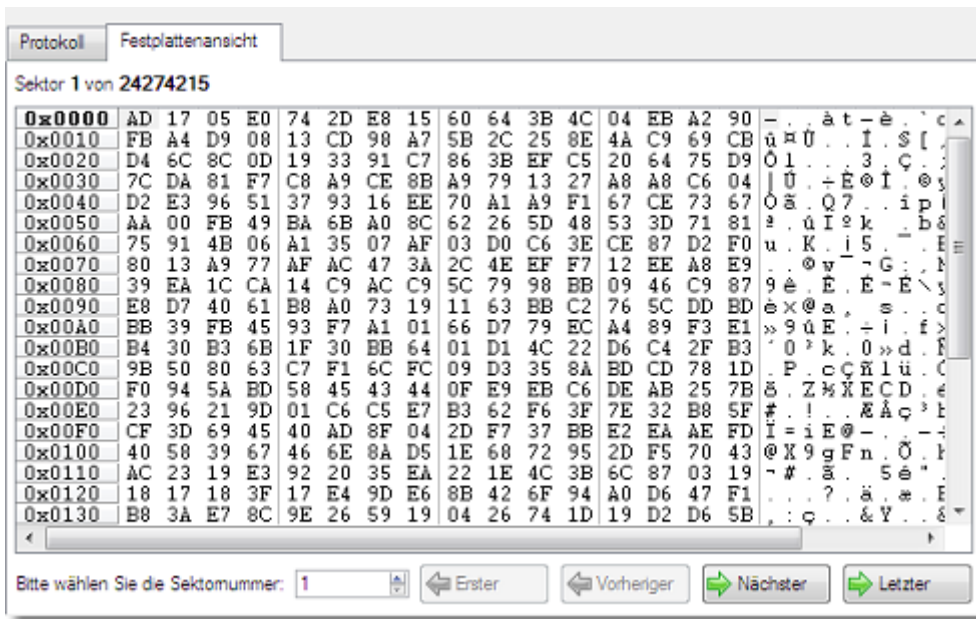 Protokoll Festplattenansicht
Sektor 1 von 24274215
0x0000 AD 17 05 E0 74 2D E8 15 60 64 3B 4C 04 EB A2 90
0x0010 FB A4 D9 08 13 CD 98 A7 5B 2C 25 8E 4A C9 69 CB
0x0020 D4 6C 8C 0D 19 33 91 C7 86 3B EF C5 20 64 75 D9
0x0030 7C DA 81 F7 C8 A9 CE 8B A9 79 13 27 A8 A8 C6 04
0x0040 D2 E3 96 51 37 93 16 EE 70 A1 A9 F1 67 CE 73 67
0x0050 AA 00 FB 49 BA 6B A0 8C 62 26 5D 48 53 3D 71 81
0x0060 75 91 4B 06 A1 35 07 AF 03 D0 C6 3E CE 87 D2 F0
0x0070 80 13 A9 77 AF AC 47 3A 2C 4E EF F7 12 EE A8 E9
0x0080 39 EA 1C CA 14 C9 AC C9 5C 79 98 BB 09 46 C9 87
0x0090 E8 D7 40 61 B8 A0 73 19 11 63 BB C2 76 5C DD BD
0x00A0 BB 39 FB 45 93 F7 A1 01 66 D7 79 EC A4 89 F3 E1
0x00B0 B4 30 B3 6B 1F 30 BB 64 01 D1 4C 22 D6 C4 2F B3
0x00C0 9B 50 80 63 C7 F1 6C FC 09 D3 35 8A BD CD 78 1D
0x00D0 F0 94 5A BD 58 45 43 44 0F E9 EB C6 DE AB 25 7B
0x00E0 23 96 21 9D 01 C6 C5 E7 B3 62 F6 3F 7E 32 B8 5F
0x00F0 CF 3D 69 45 40 AD 8F 04 2D F7 37 BB E2 EA AE FD
0x0100 40 58 39 67 46 6E 8A D5 1E 68 72 95 2D F5 70 43
0x0110 AC 23 19 E3 92 20 35 EA 22 1E 4C 3B 6C 87 03 19
0x0120 18 17 18 3F 17 E4 9D E6 8B 42 6F 94 A0 D6 47 F1
0x0130 B8 3A E7 8C 9E 26 59 19 04 26 74 1D 19 D2 D6 5B
Bitte wählen Sie die Sektornummer: 1 Erster Vorheriger Nächster Letzter